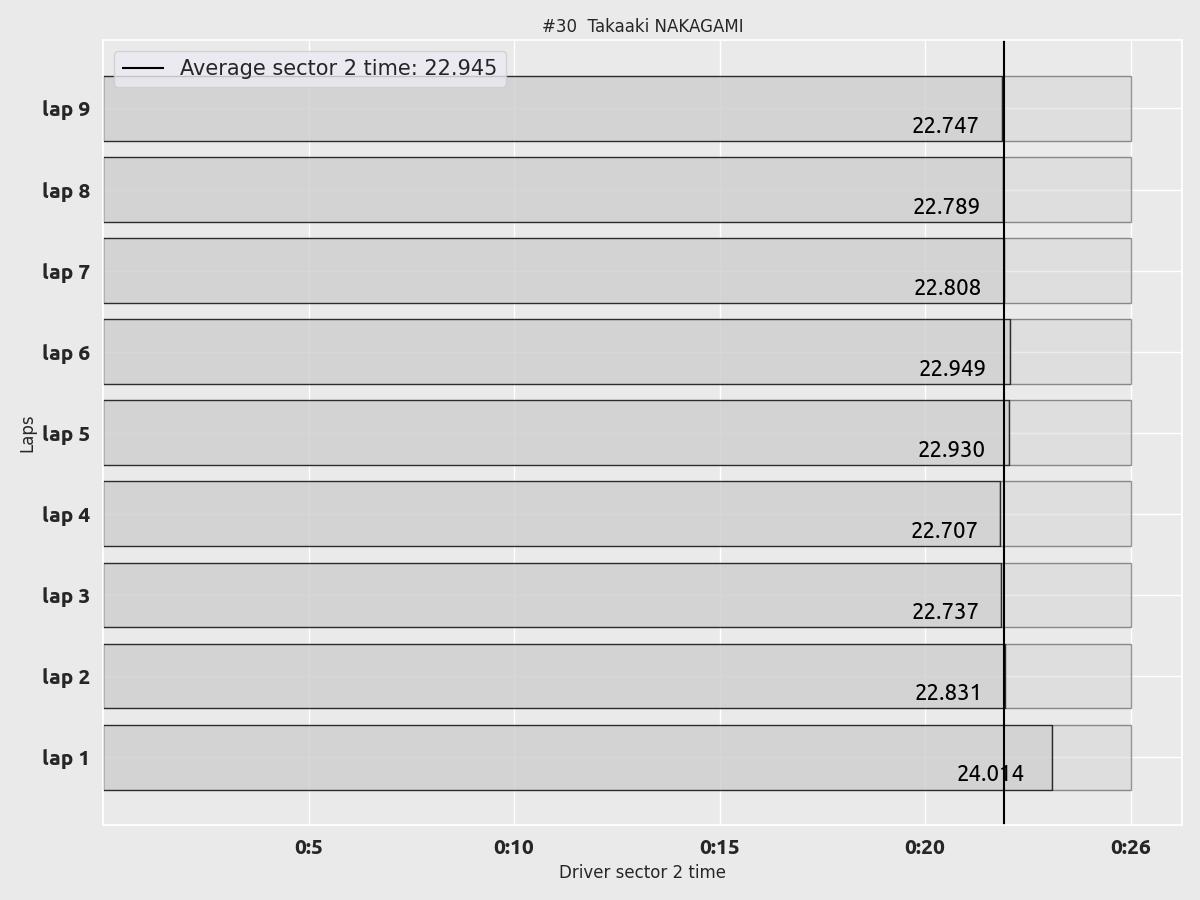 #30  Takaaki NAKAGAMI
Average sector 2 time: 22.945
lap 9
22.747
lap 8
22.789
lap 7
22.808
lap 6
22.949
Laps
lap 5
22.930
lap 4
22.707
lap 3
22.737
lap 2
22.831
lap 1
24.014
0:5 0:10 0:15 0:20 0:26
Driver sector 2 time